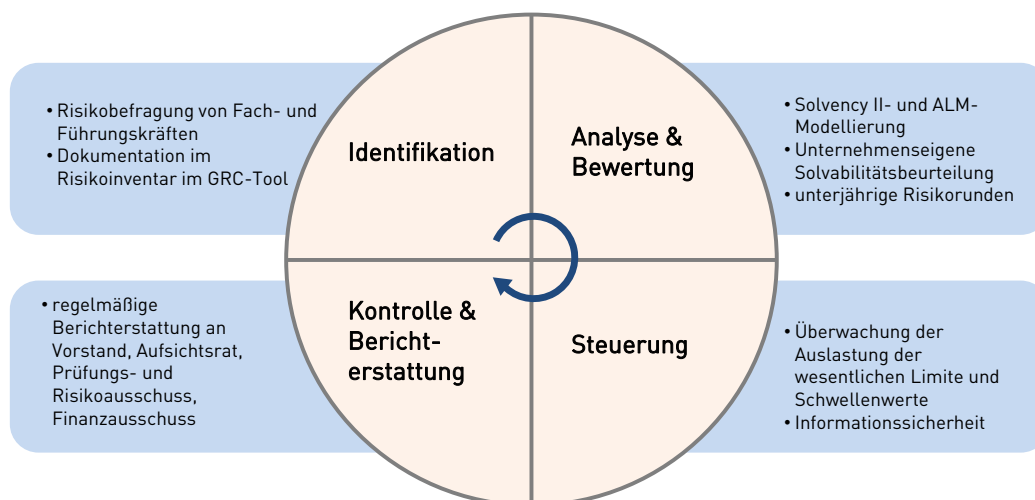 • Risikobefragung von Fach- und
Führungskräften
• Dokumentation im
Risikoinventar im GRC-Tool
Identifikation
Analyse &
Bewertung
• Solvency II- und ALM-
Modellierung
• Unternehmenseigene
Solvabilitätsbeurteilung
• unterjährige Risikorunden
• regelmäßige
Berichterstattung an
Vorstand, Aufsichtsrat,
Prüfungs- und
Risikoausschuss,
Finanzausschuss
Kontrolle &
Bericht-
erstattung
Steuerung
• Überwachung der
Auslastung der
wesentlichen Limite und
Schwellenwerte
• Informationssicherheit